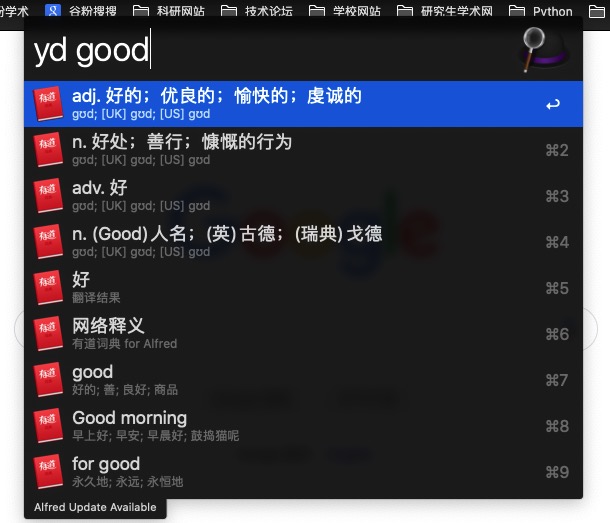 粉学术 谷粉搜搜 科研网站 技术论坛 学校网站 研究生学术网 Python
yd good
adj. 好的；优良的；愉快的；虔诚的
gʊd; [UK] gʊd; [US] gʊd
n. 好处；善行；慷慨的行为
gʊd; [UK] gʊd; [US] gʊd
⌘2
adv. 好
gʊd; [UK] gʊd; [US] gʊd
⌘3
n. (Good)人名；(英)古德；(瑞典)戈德
gʊd; [UK] gʊd; [US] gʊd
⌘4
好
翻译结果
⌘5
网络释义
有道词典 for Alfred
⌘6
good
好的; 善; 良好; 商品
⌘7
Good morning
早上好; 早安; 早晨好; 鼓捣猫呢
⌘8
for good
永久地; 永远; 永恒地
⌘9
Alfred Update Available